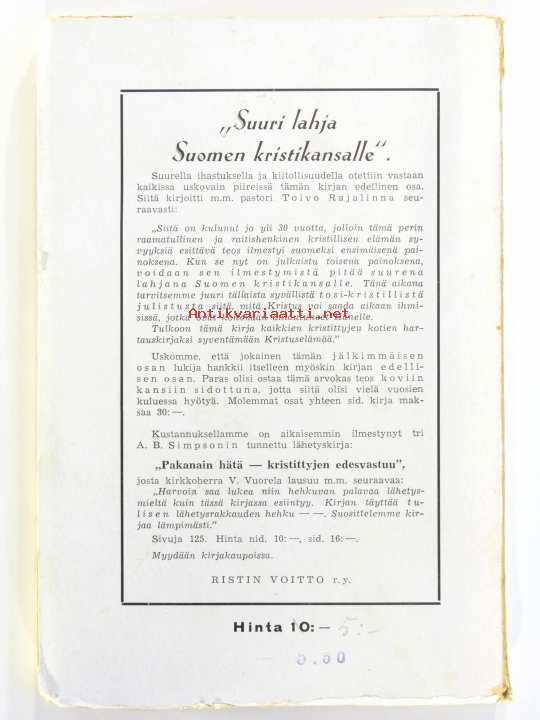 „Suuri lahja
Suomen kristikansalle".
Suurella ihastuksella ja kiitollisuudella otettiin vastaan
kaikissa uskovain piireissä tämän kirjan edellinen osa.
Siitä kirjoitti m.m. pastori Toivo Rajalinna seu-
raavasti:
„Siitä on kulunut jo yli 30 vuotta, jolloin tämä perin
raamatullinen ja raitishenkinen kristillisen elämän sy-
vyyksiä esittävä teos ilmestyi suomeksi ensimäisenä pai-
noksena. Kun se nyt on julkaistu toisena painoksena,
voidaan sen ilmestymistä pitää suurena
lahjana Suomen kristikansalle. Tänä aikana
tarvitsemme juuri tällaista syvällistä tosi-kristillistä
julistusta siitä, mitä Kristus voi saada aikaan ihmi-
sissä, jotka ovat kokonaan antautuneet Hänelle.
Antikvariaatti.net
Tulkoon tämä kirja kaikkien kristittyjen kotien har-
tauskirjaksi syventämään Kristuselämää."
Uskomme, että jokainen tämän jälkimmäisen
osan lukija hankkii itselleen myöskin kirjan edelli-
sen osan. Paras olisi ostaa tämä arvokas teos koviin
kansiin sidottuna, jotta siitä olisi vielä vuosien
kuluessa hyötyä. Molemmat osat yhteen sid. kirja mak-
saa 30:—.
Kustannuksellamme on aikaisemmin ilmestynyt tri
A. B. Simpsonin tunnettu lähetyskirja:
„Pakanain hätä — kristittyjen edesvastuu",
josta kirkkoherra V. Vuorela lausuu m.m. seuraavaa:
„Harvoin saa lukea niin hehkuvan palavaa lähetys-
mieltä kuin tässä kirjassa esiintyy. Kirjan täyttää tu-
lisen lähetysrakkauden hehku — —. Suosittelemme kir-
jaa lämpimästi."
Sivuja 125. Hinta nid. 10:—, sid. 16:—.
Myydään kirjakaupoissa.
RISTIN VOITTO r.y.
Hinta 10:— 5:-
5.50